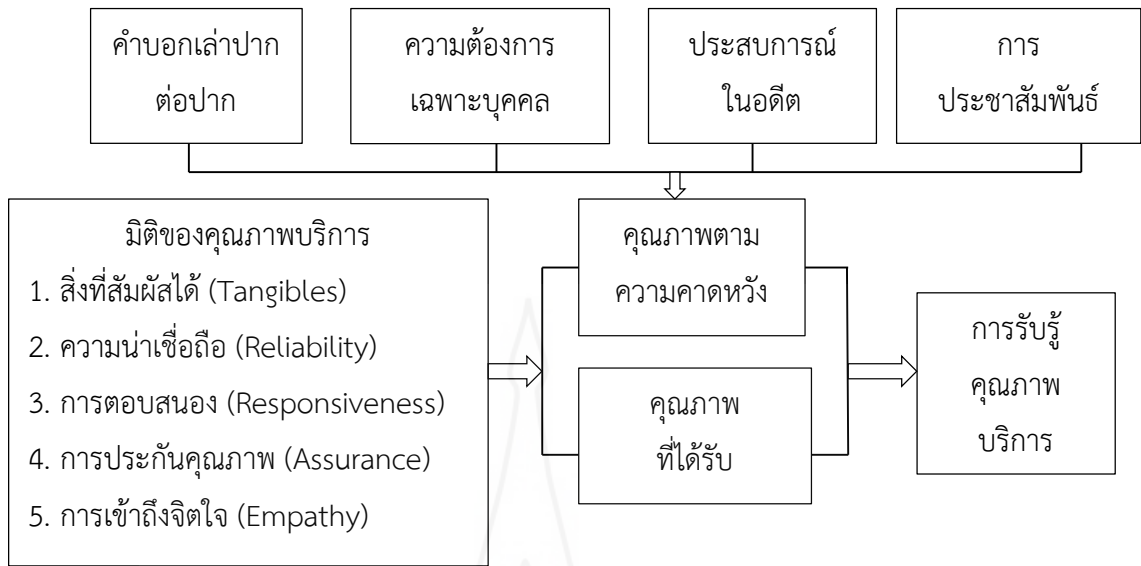 คำบอกเล่าปาก
ต่อปาก
ความต้องการ
เฉพาะบุคคล
ประสบการณ์
ในอดีต
การ
ประชาสัมพันธ์
มิติของคุณภาพบริการ
1. สิ่งที่สัมผัสได้ (Tangibles)
2. ความน่าเชื่อถือ (Reliability)
3. การตอบสนอง (Responsiveness)
4. การประกันคุณภาพ (Assurance)
5. การเข้าถึงจิตใจ (Empathy)
คุณภาพตาม
ความคาดหวัง
คุณภาพ
ที่ได้รับ
การรับรู้
คุณภาพ
บริการ